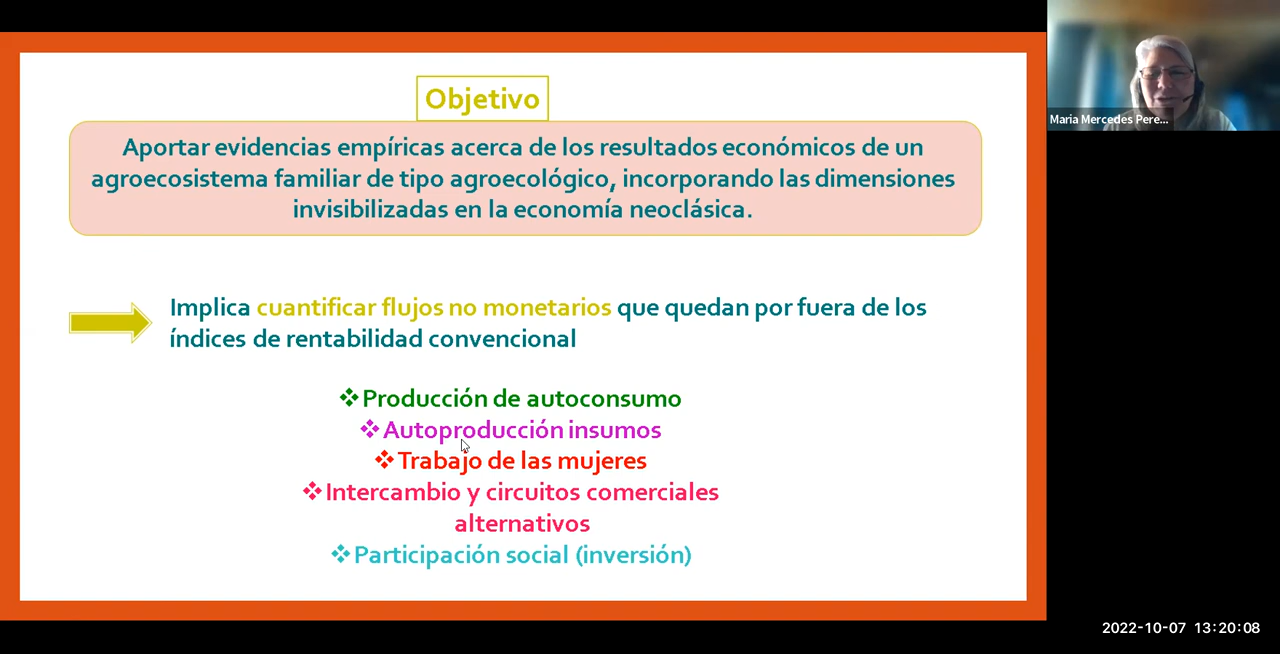 Objetivo
Aportar evidencias empíricas acerca de los resultados económicos de un
agroecosistema familiar de tipo agroecológico, incorporando las dimensiones
invisibilizadas en la economía neoclásica.
Implica cuantificar flujos no monetarios que quedan por fuera de los
índices de rentabilidad convencional
❖Producción de autoconsumo
❖Autoproducción insumos
❖Trabajo de las mujeres
❖Intercambio y circuitos comerciales
alternativos
❖Participación social (inversión)
Maria Mercedes Pere...
2022-10-07 13:20:08